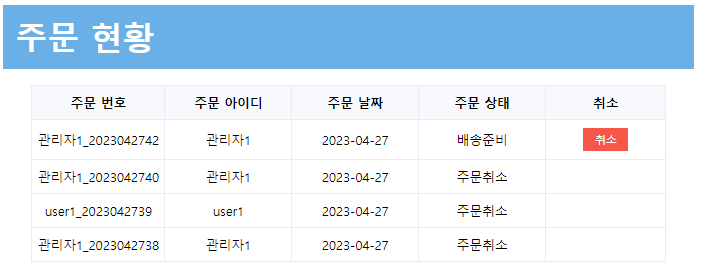 주문 현황
주문 번호 주문 아이디 주문 날짜 주문 상태 취소
관리자1_2023042742 관리자1 2023-04-27 배송준비 취소
관리자1_2023042740 관리자1 2023-04-27 주문취소
user1_2023042739 user1 2023-04-27 주문취소
관리자1_2023042738 관리자1 2023-04-27 주문취소